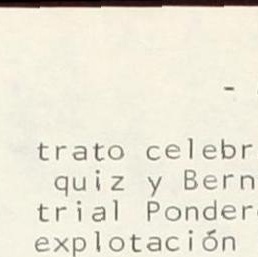 -
trato celebr
quiz y Bern
trial Ponder
explotación